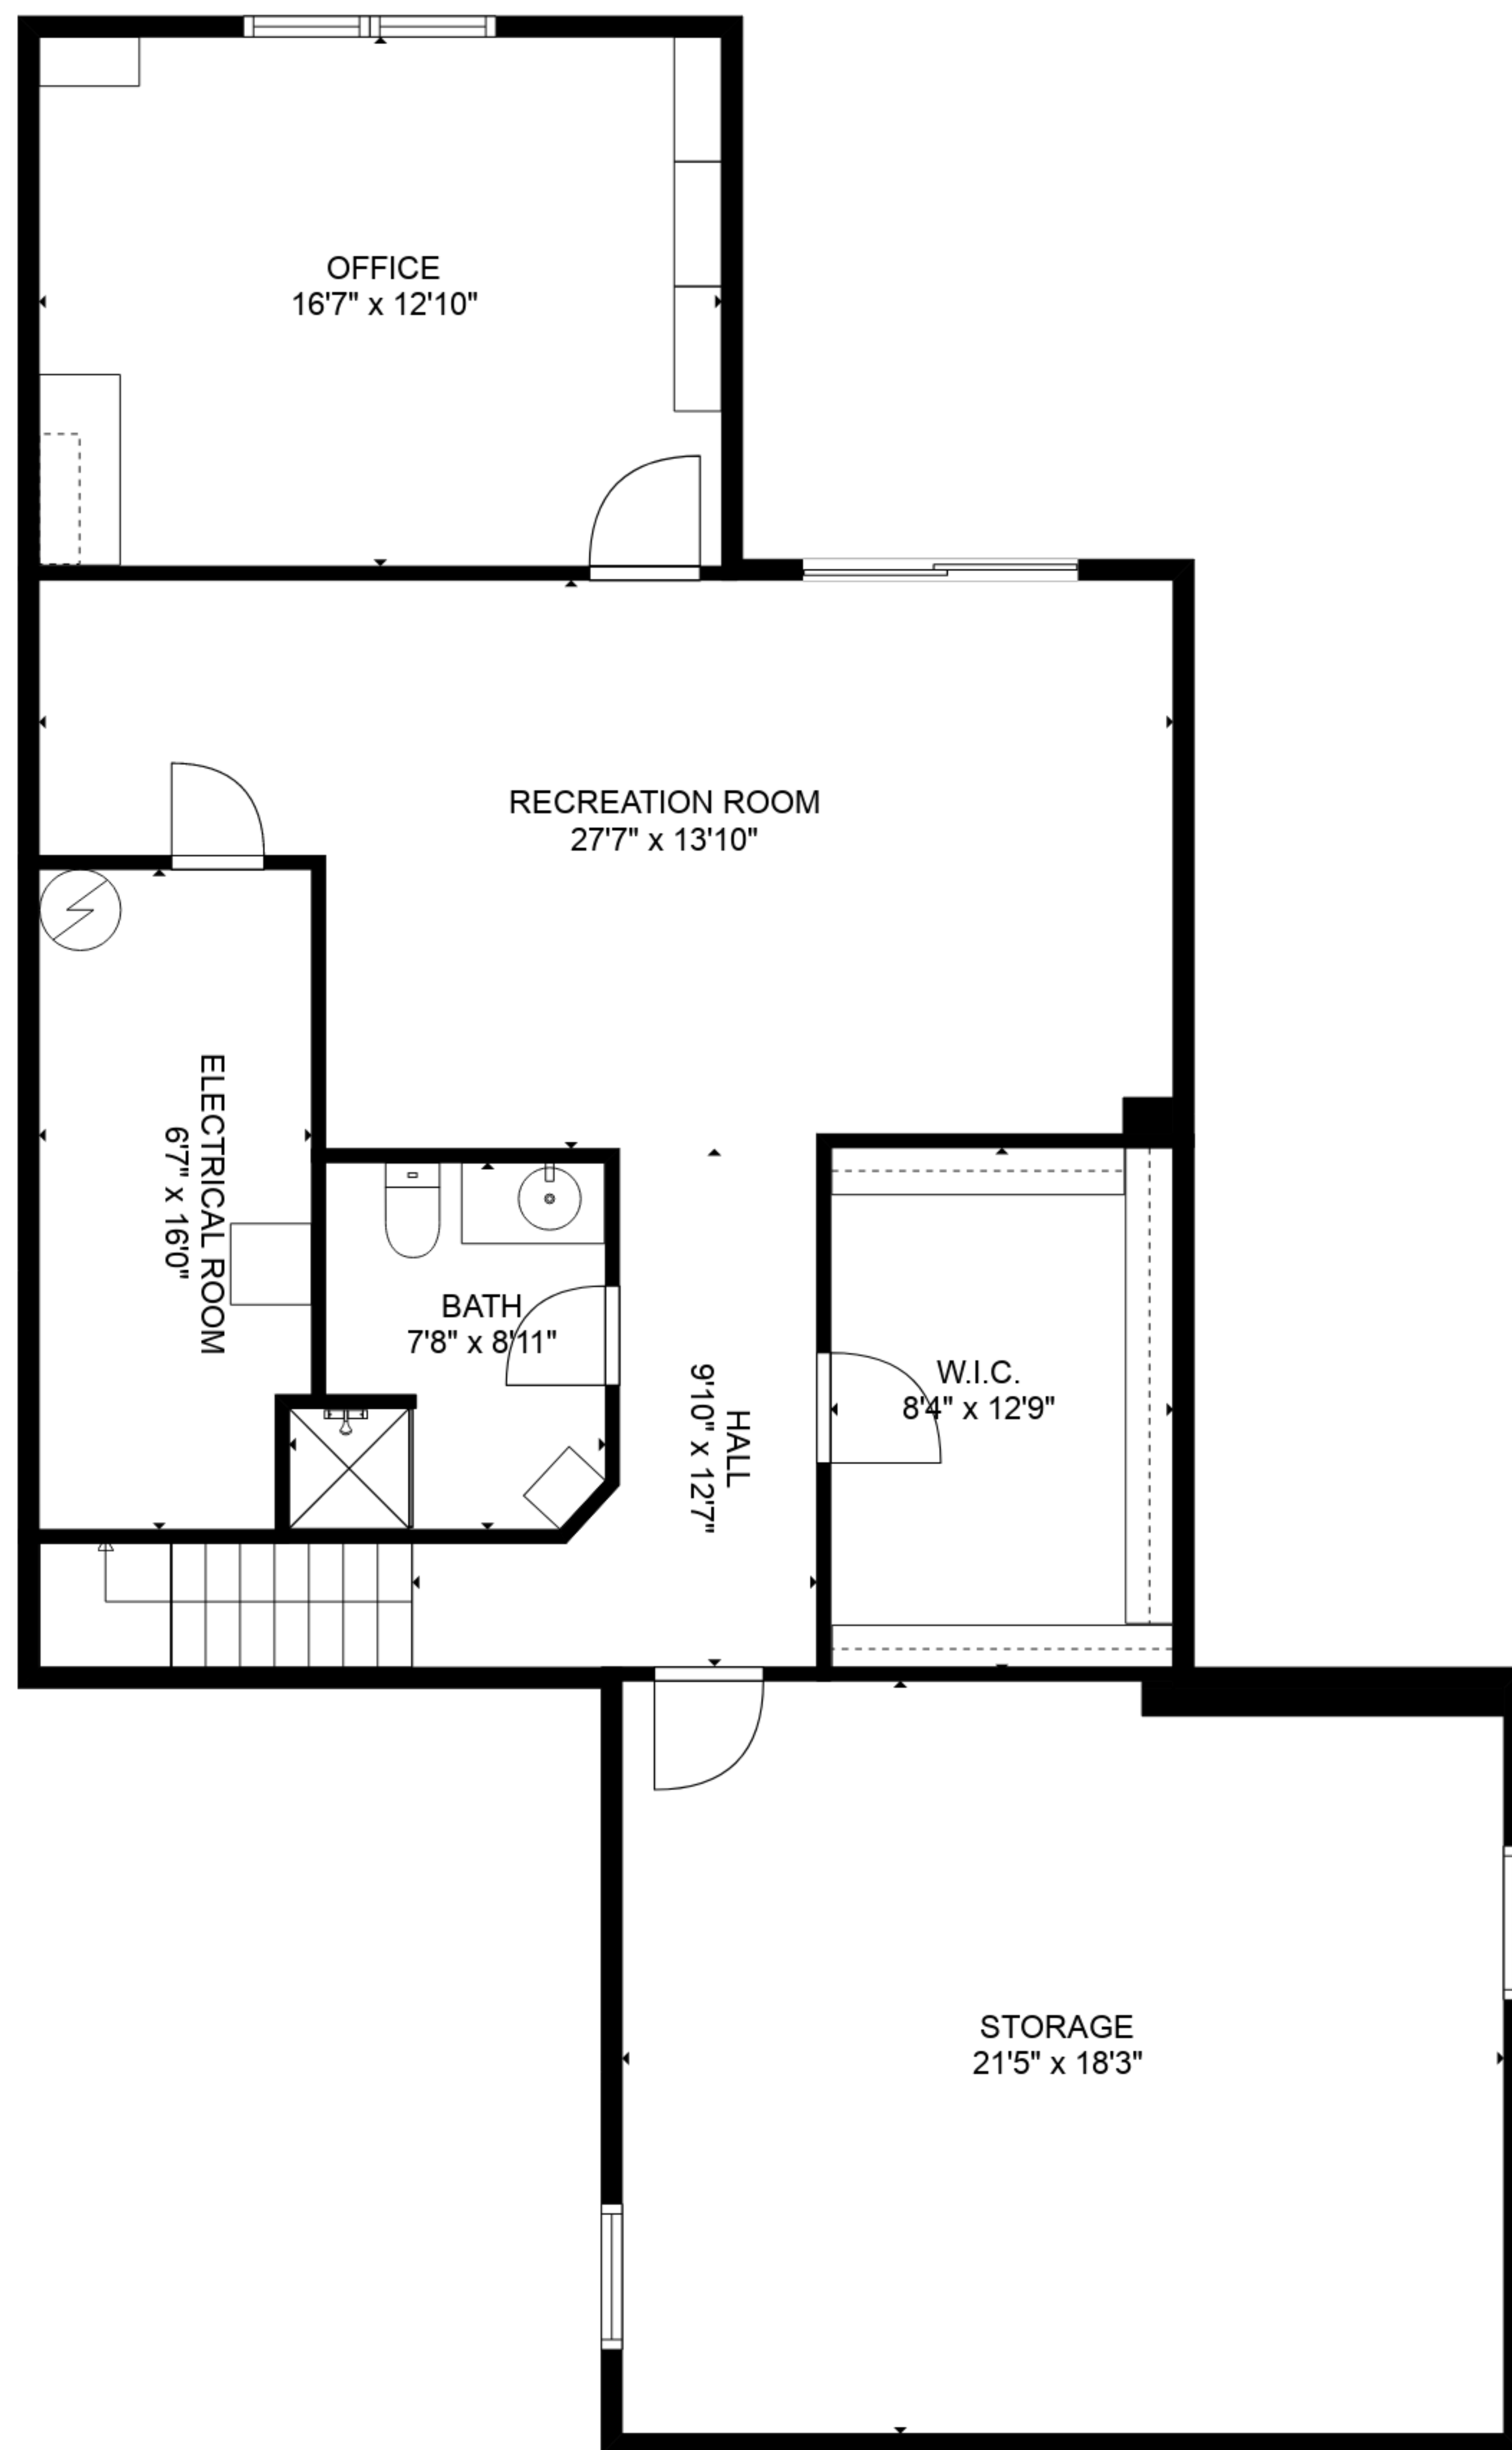 OFFICE
16'7" x 12'10"
RECREATION ROOM
27'7" x 13'10"
ELECTRICAL ROOM
6'7" x 16'0"
BATH
7'8" x 8'11"
HALL
9'10" x 12'7"
W.I.C.
8'4" x 12'9"
STORAGE
21'5" x 18'3"